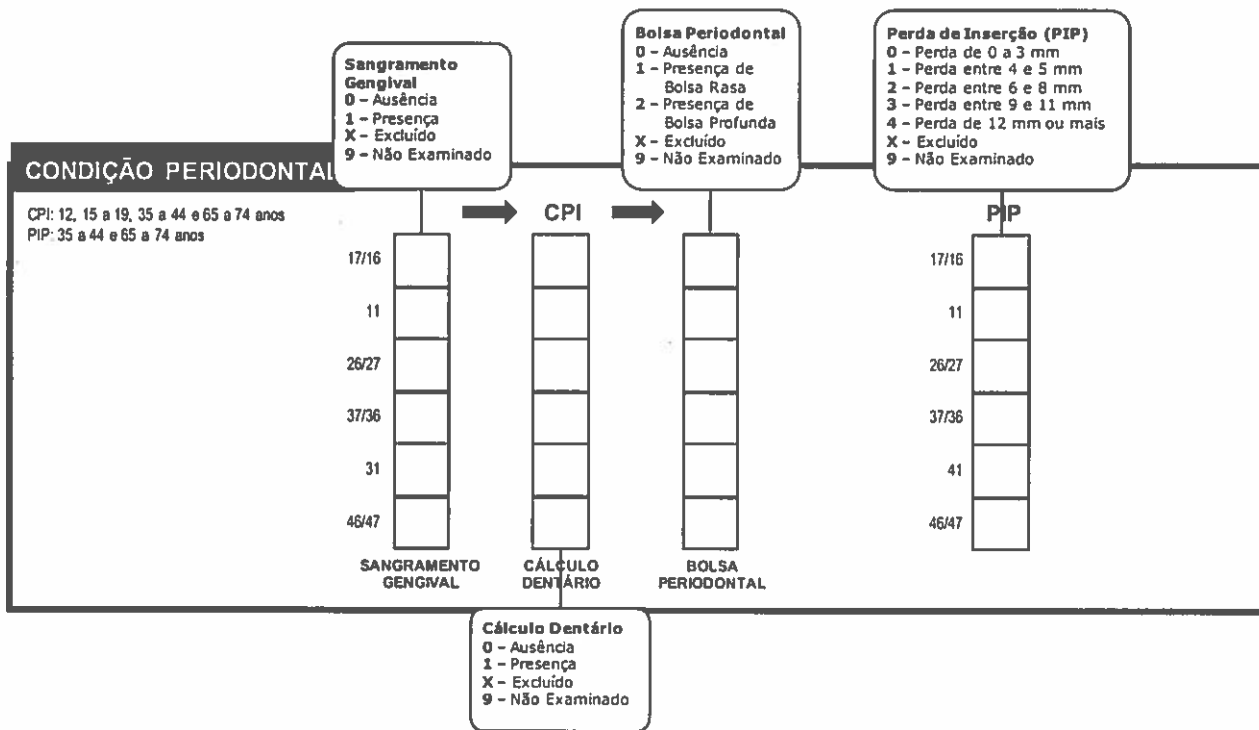 Sangramento
Gengival
0 – Ausência
1 – Presença
X – Excluído
9 – Não Examinado
Bolsa Periodontal
0 – Ausência
1 – Presença de
Bolsa Rasa
2 – Presença de
Bolsa Profunda
X – Excluído
9 – Não Examinado
Perda de Inserção (PIP)
0 – Perda de 0 a 3 mm
1 – Perda entre 4 e 5 mm
2 – Perda entre 6 e 8 mm
3 – Perda entre 9 e 11 mm
4 – Perda de 12 mm ou mais
X – Excluído
9 – Não Examinado
CONDIÇÃO PERIODONTAL
CPI: 12, 15 a 19, 35 a 44 e 65 a 74 anos
PIP: 35 a 44 e 65 a 74 anos
CPI
17/16
11
26/27
37/36
31
46/47
SANGRAMENTO
GENGIVAL
CÁLCULO
DENTÁRIO
BOLSA
PERIODONTAL
PIP
17/16
11
26/27
37/36
41
46/47
Cálculo Dentário
0 – Ausência
1 – Presença
X – Excluído
9 – Não Examinado